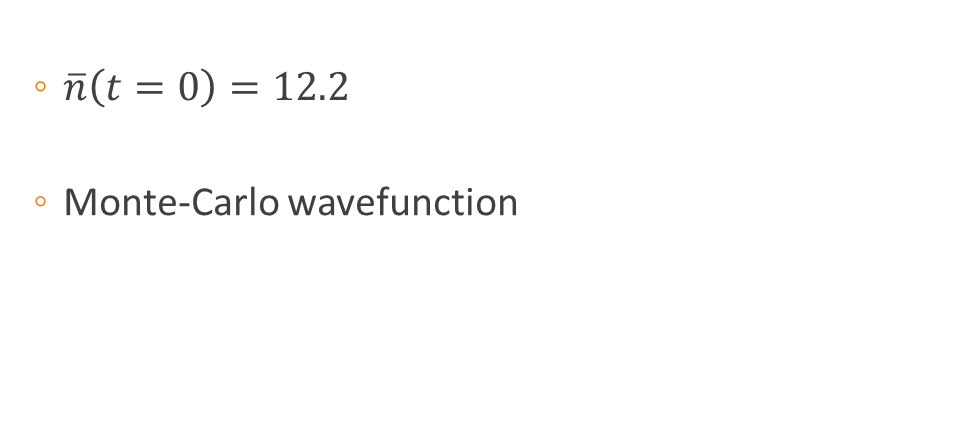 ◦ n̄(t = 0) = 12.2
◦ Monte-Carlo wavefunction